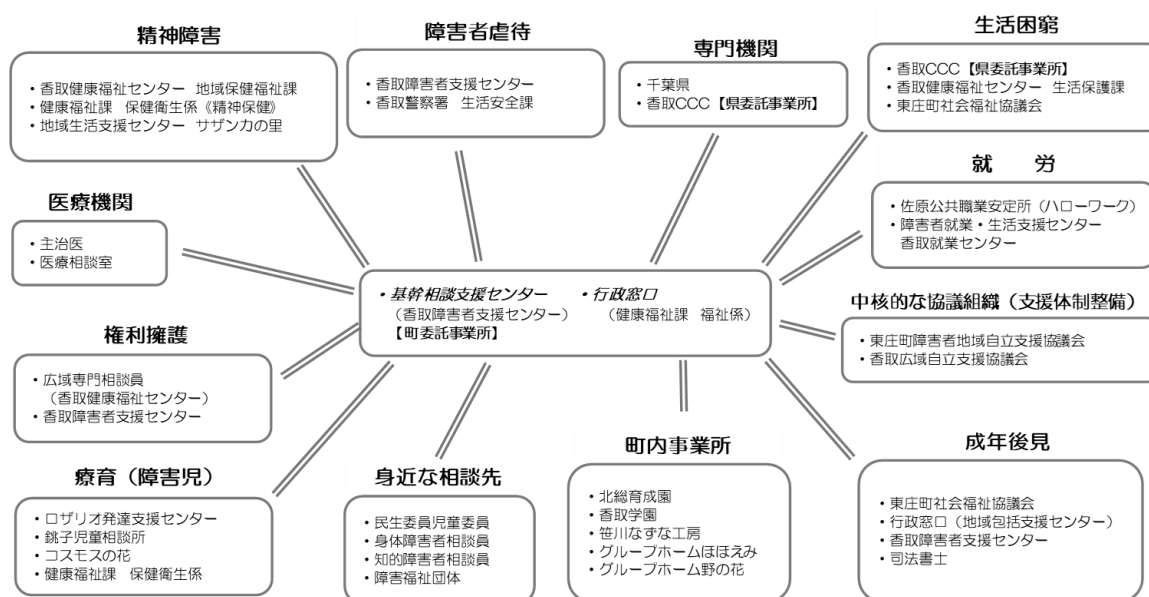 精神障害
・香取健康福祉センター　地域保健福祉課
・健康福祉課　保健衛生係《精神保健》
・地域生活支援センター　サザンカの里
障害者虐待
・香取障害者支援センター
・香取警察署　生活安全課
専門機関
・千葉県
・香取CCC【県委託事業所】
生活困窮
・香取CCC【県委託事業所】
・香取健康福祉センター　生活保護課
・東庄町社会福祉協議会
医療機関
・主治医
・医療相談室
就　　労
・佐原公共職業安定所（ハローワーク）
・障害者就業・生活支援センター
香取就業センター
・基幹相談支援センター
（香取障害者支援センター）
【町委託事業所】
・行政窓口
（健康福祉課　福祉係）
中核的な協議組織（支援体制整備）
・東庄町障害者地域自立支援協議会
・香取広域自立支援協議会
権利擁護
・広域専門相談員
（香取健康福祉センター）
・香取障害者支援センター
療育（障害児）
・ロザリオ発達支援センター
・銚子児童相談所
・コスモスの花
・健康福祉課　保健衛生係
身近な相談先
・民生委員児童委員
・身体障害者相談員
・知的障害者相談員
・障害福祉団体
町内事業所
・北総育成園
・香取学園
・笹川なずな工房
・グループホームほほえみ
・グループホーム野の花
成年後見
・東庄町社会福祉協議会
・行政窓口（地域包括支援センター）
・香取障害者支援センター
・司法書士